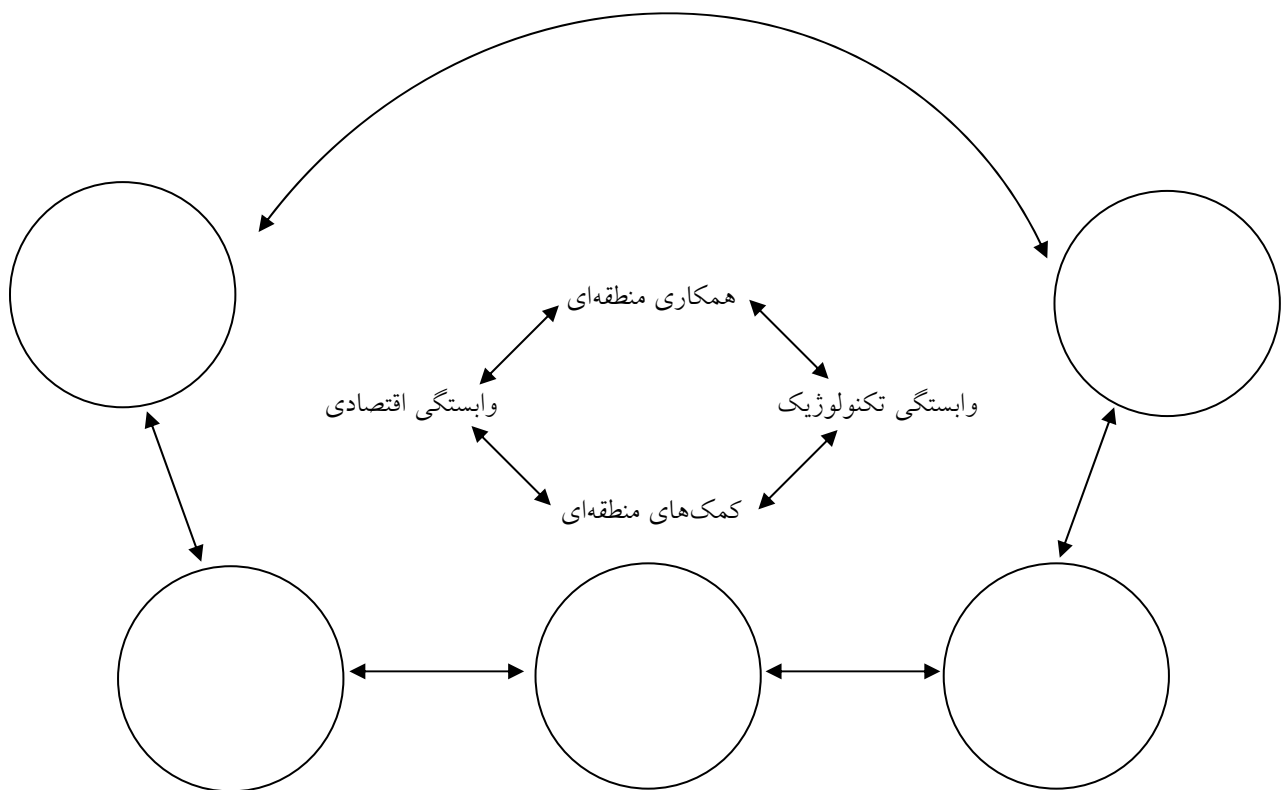 همکاری منطقه‌ای
وابستگی تکنولوژیک
وابستگی اقتصادی
کمک‌های منطقه‌ای